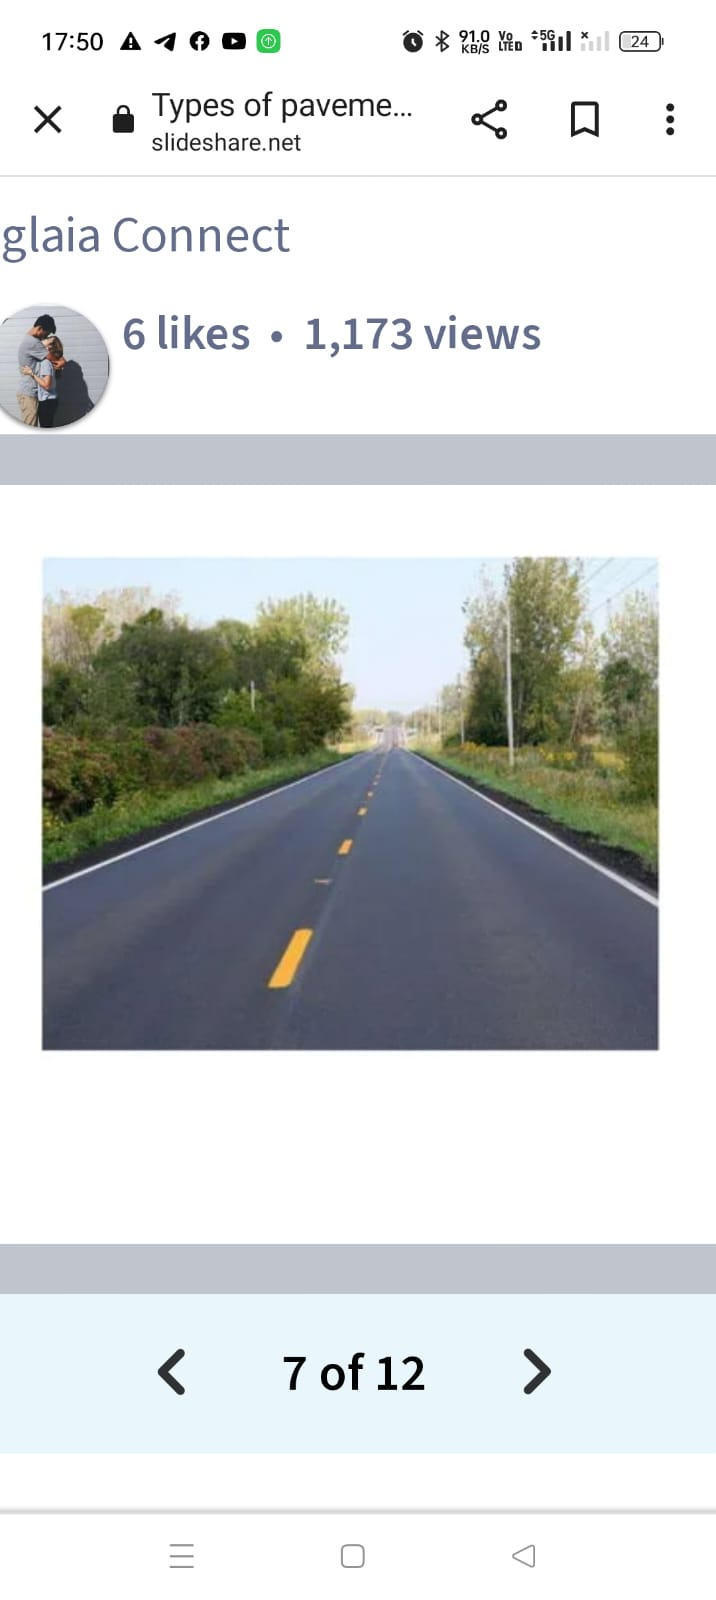 17:50
91.0 KB/S VO LTED 5G 24
Types of paveme...
slideshare.net
glaia Connect
6 likes • 1,173 views
7 of 12